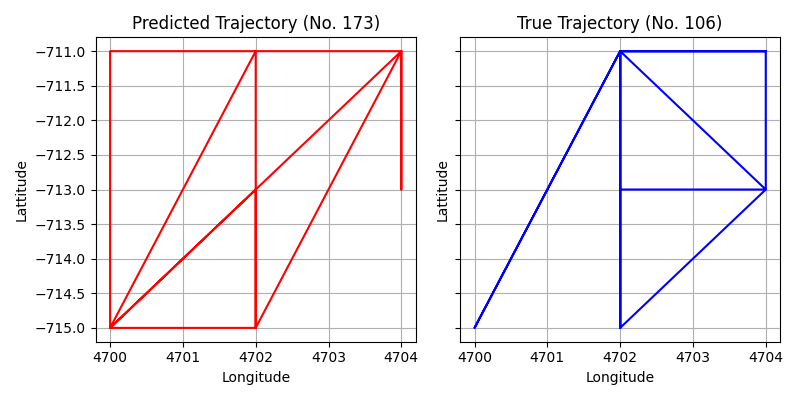 Predicted Trajectory (No. 173)
True Trajectory (No. 106)
−711.0
−711.5
−712.0
−712.5
−713.0
−713.5
−714.0
−714.5
−715.0
Lattitude
Lattitude
4700 4701 4702 4703 4704
4700 4701 4702 4703 4704
Longitude
Longitude